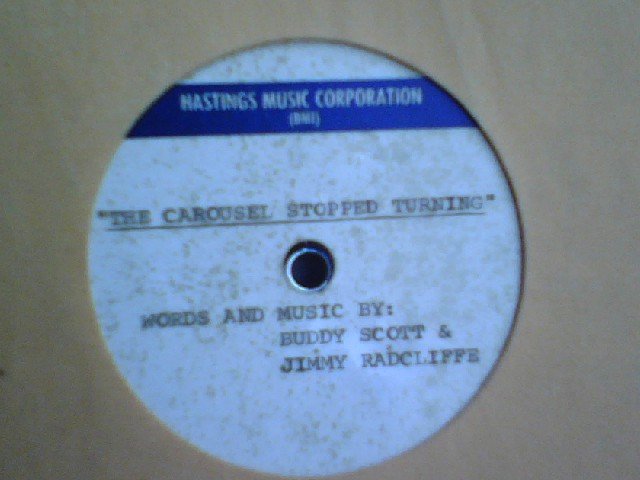 HASTINGS MUSIC CORPORATION
(BMI)
"THE CAROUSEL STOPPED TURNING"
WORDS AND MUSIC BY:
BUDDY SCOTT &
JIMMY RADCLIFFE